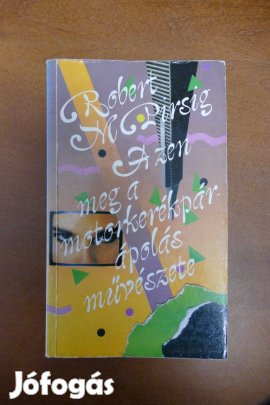 Robert
M Pirsig
A zen
meg a
motorkerékpár-
ápolás
művészete
Jófogás